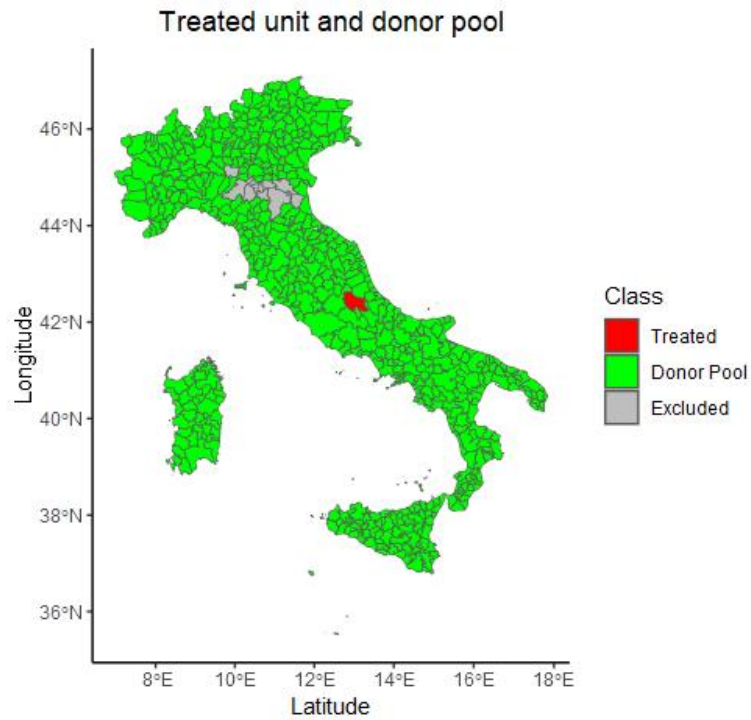 Treated unit and donor pool
46°N
44°N
42°N
40°N
38°N
36°N
Longitude
8°E
10°E
12°E
14°E
16°E
18°E
Latitude
Class
Treated
Donor Pool
Excluded